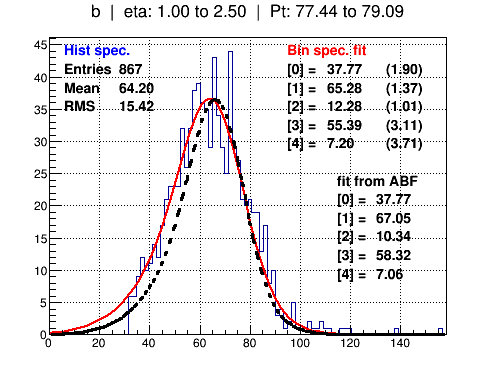 b | eta: 1.00 to 2.50 | Pt: 77.44 to 79.09
Hist spec.
Entries 867
Mean 64.20
RMS 15.42
Bin spec. fit
[0] = 37.77 (1.90)
[1] = 65.28 (1.37)
[2] = 12.28 (1.01)
[3] = 55.39 (3.11)
[4] = 7.20 (3.71)
fit from ABF
[0] = 37.77
[1] = 67.05
[2] = 10.34
[3] = 58.32
[4] = 7.06
45
40
35
30
25
20
15
10
5
0
0 20 40 60 80 100 120 140